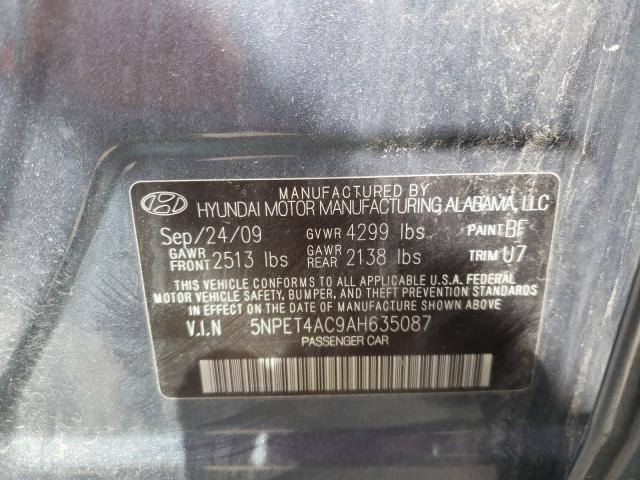 MANUFACTURED BY
HYUNDAI MOTOR MANUFACTURING ALABAMA, LLC
Sep/24/09 GVWR 4299 lbs PAINT BF
GAWR FRONT 2513 lbs GAWR REAR 2138 lbs TRIM U7
THIS VEHICLE CONFORMS TO ALL APPLICABLE U.S.A. FEDERAL
MOTOR VEHICLE SAFETY, BUMPER, AND THEFT PREVENTION STANDARDS
IN EFFECT ON THE DATE OF MANUFACTURE SHOWN ABOVE.
V.I.N 5NPET4AC9AH635087
PASSENGER CAR